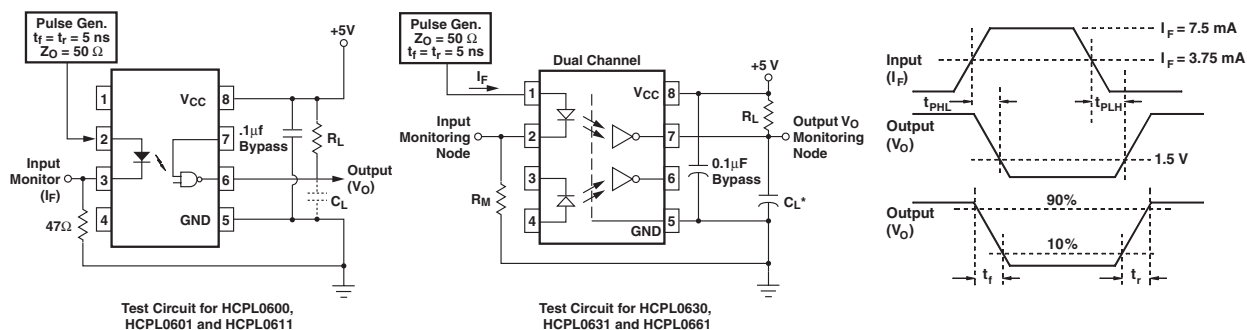 Pulse Gen.
tf = tr = 5 ns
ZO = 50 Ω
+5V
1
VCC
8
2
7
.1μf
Bypass
RL
Input
Monitor
(IF)
3
6
Output
(VO)
CL
4
GND
5
47Ω
Test Circuit for HCPL0600,
HCPL0601 and HCPL0611
Pulse Gen.
ZO = 50 Ω
tf = tr = 5 ns
IF
Dual Channel
+5 V
1
VCC
8
RL
Input
Monitoring
Node
2
7
Output VO
Monitoring
Node
3
6
0.1μF
Bypass
RM
4
GND
5
CL*
Test Circuit for HCPL0630,
HCPL0631 and HCPL0661
IF = 7.5 mA
Input
(IF)
IF = 3.75 mA
tPHL
tPLH
Output
(VO)
1.5 V
90%
Output
(VO)
10%
tf
tr